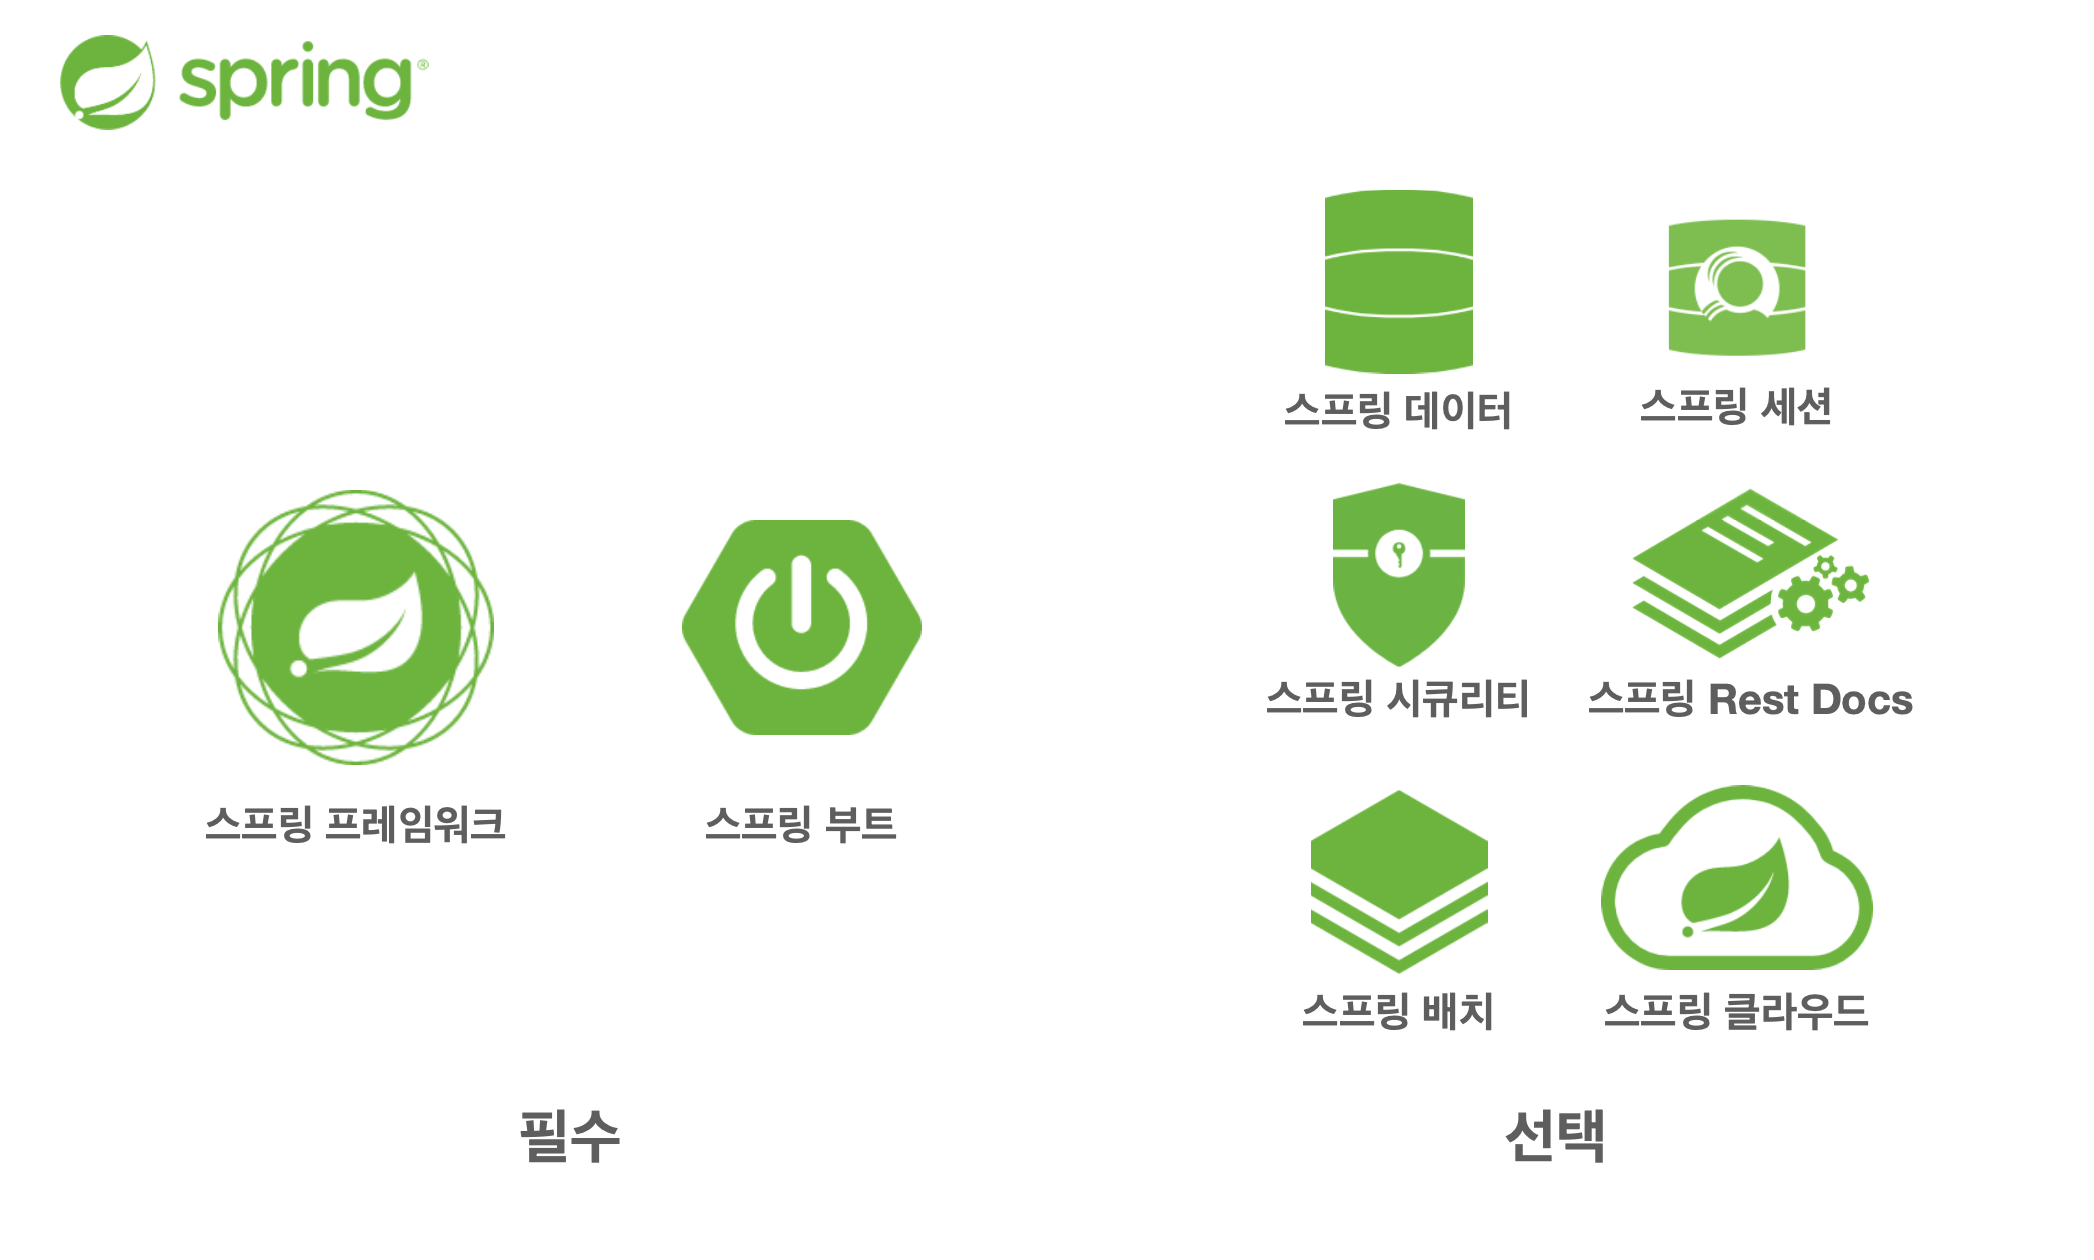 spring®
스프링 데이터
스프링 세션
스프링 시큐리티
스프링 Rest Docs
스프링 프레임워크
스프링 부트
스프링 배치
스프링 클라우드
필수
선택